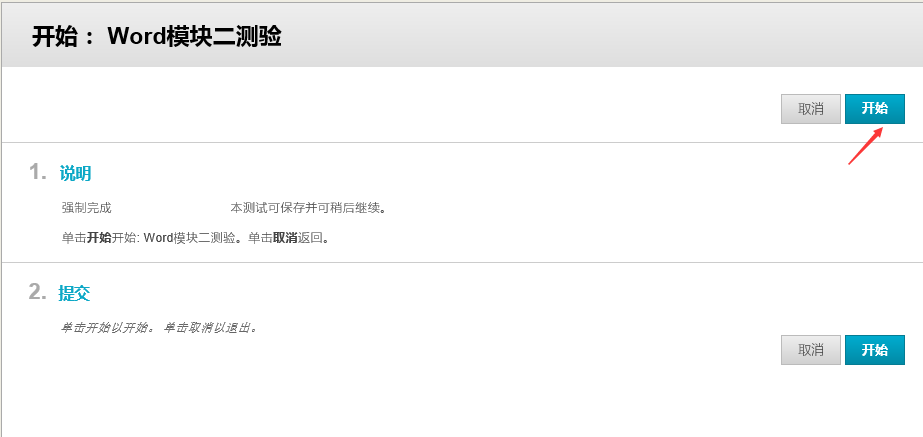 开始： Word模块二测验
取消 开始
1. 说明
强制完成 本测试可保存并可稍后继续。
单击开始开始: Word模块二测验。单击取消返回。
2. 提交
单击开始以开始。 单击取消以退出。
取消 开始